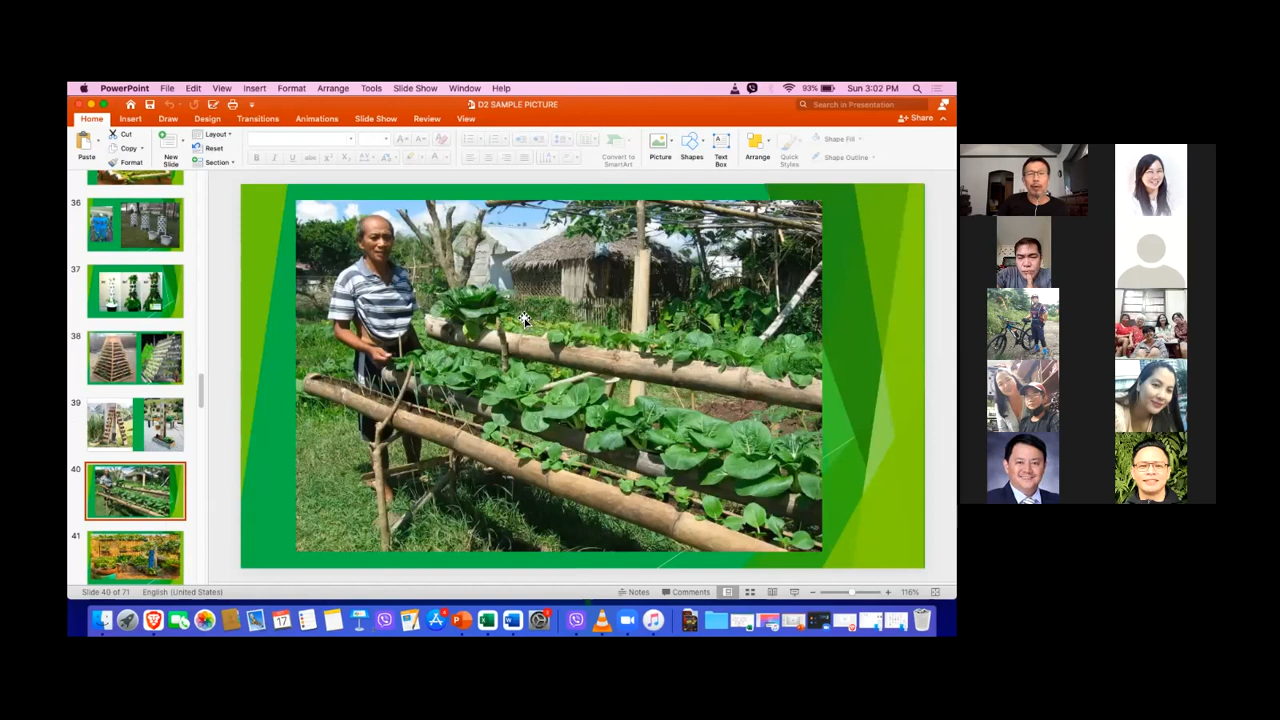 PowerPoint File Edit View Insert Format Arrange Tools Slide Show Window Help 93% Sun 3:02 PM
D2 SAMPLE PICTURE Search in Presentation
Home Insert Draw Design Transitions Animations Slide Show Review View Share
Paste Cut Copy Format New Slide Layout Reset Section Convert to SmartArt Picture Shapes Text Box Arrange Quick Styles Shape Fill Shape Outline
36
37
38
39
40
41
Slide 40 of 71 English (United States) Notes Comments 116%
17